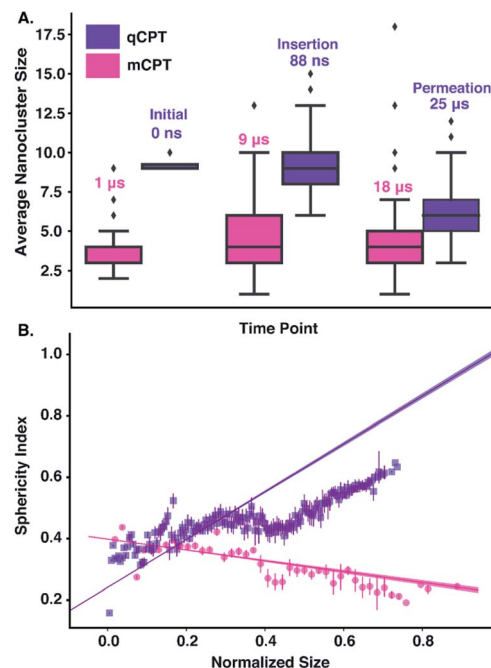 A.
qCPT
mCPT
Insertion
88 ns
Initial
0 ns
Permeation
25 μs
1 μs
9 μs
18 μs
17.5
15.0
12.5
10.0
7.5
5.0
2.5
Average Nanocluster Size
Time Point
B.
1.0
0.8
0.6
0.4
0.2
Sphericity Index
0.0 0.2 0.4 0.6 0.8
Normalized Size